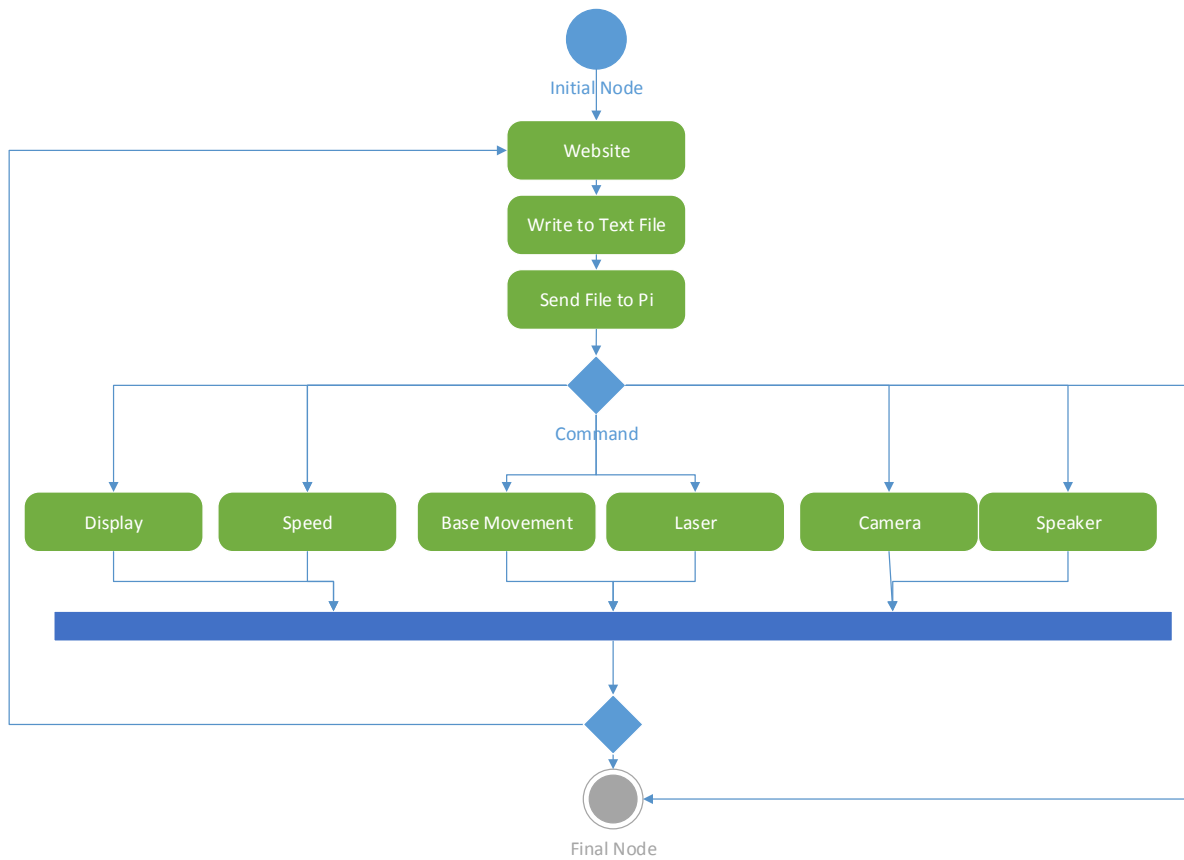 Initial Node
Website
Write to Text File
Send File to Pi
Command
Display
Speed
Base Movement
Laser
Camera
Speaker
Final Node